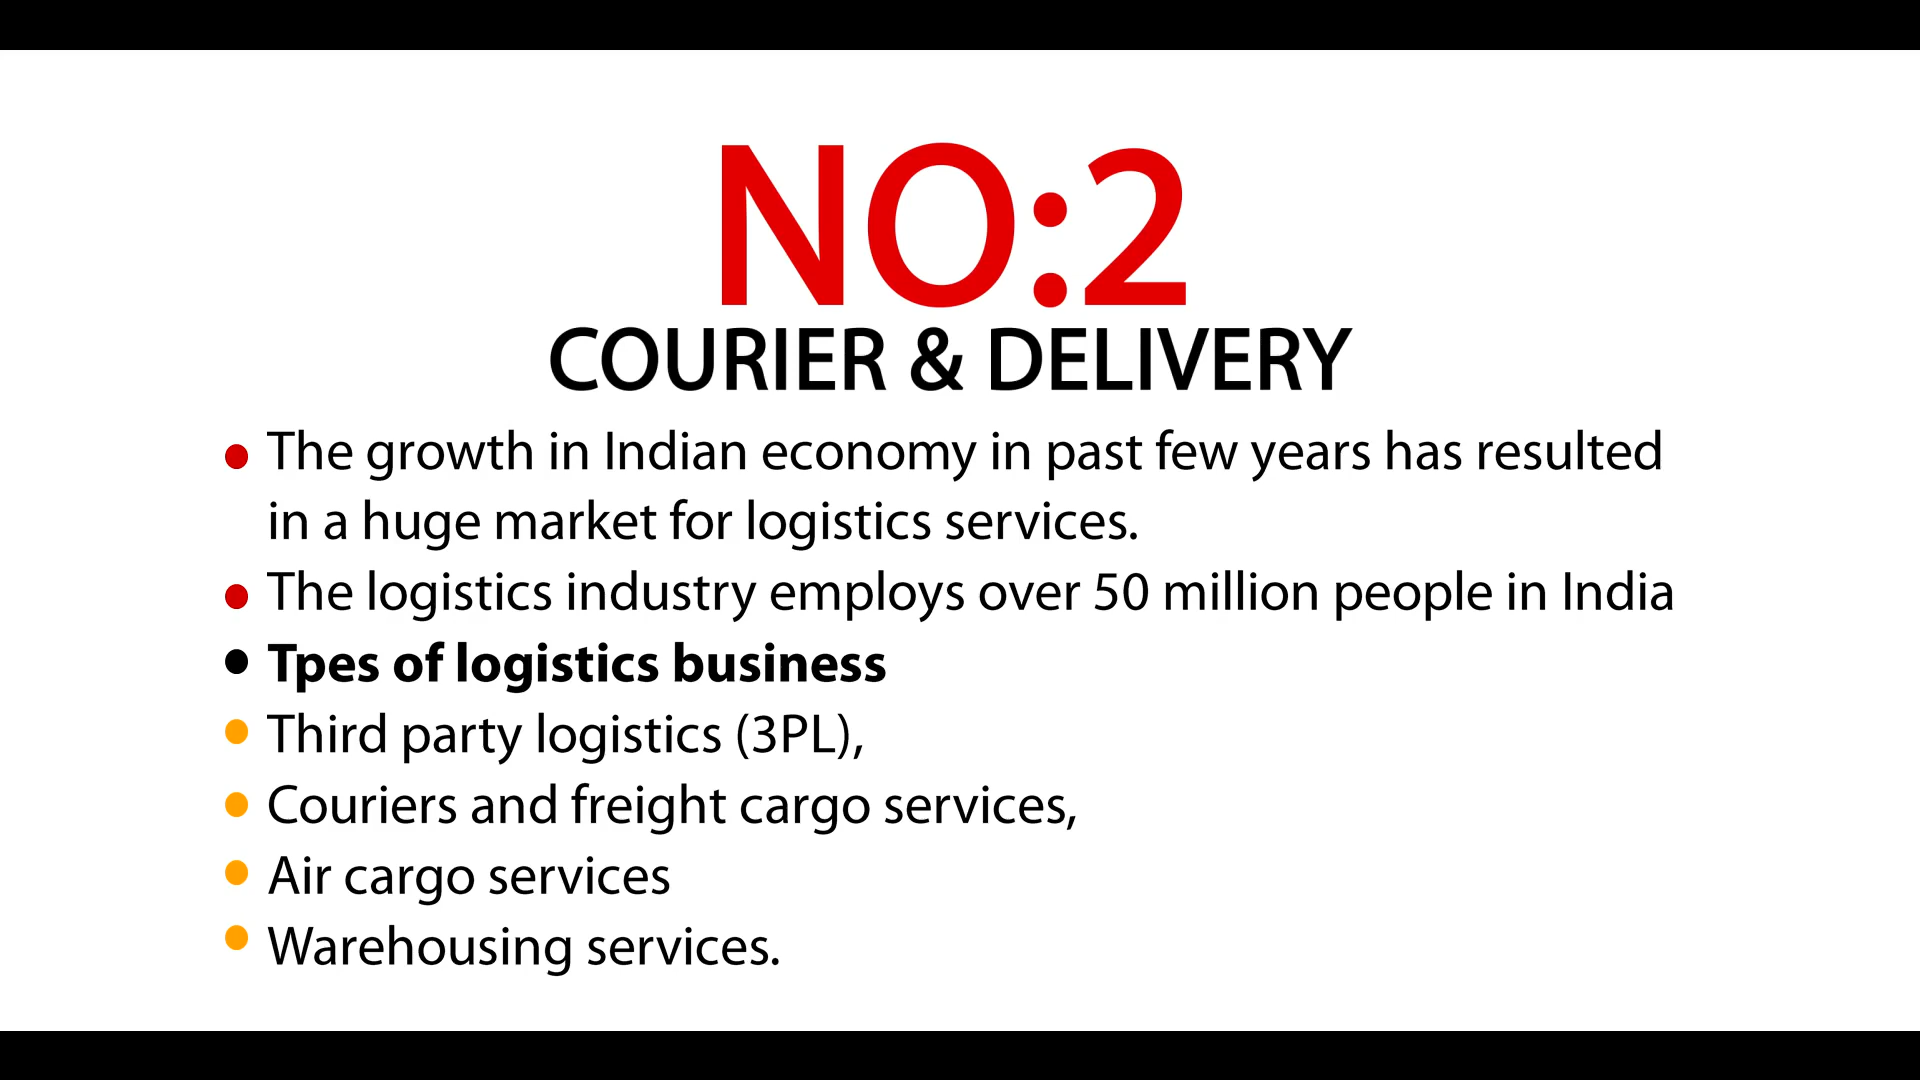 NO:2
COURIER & DELIVERY
The growth in Indian economy in past few years has resulted
in a huge market for logistics services.
The logistics industry employs over 50 million people in India
Tpes of logistics business
Third party logistics (3PL),
Couriers and freight cargo services,
Air cargo services
Warehousing services.